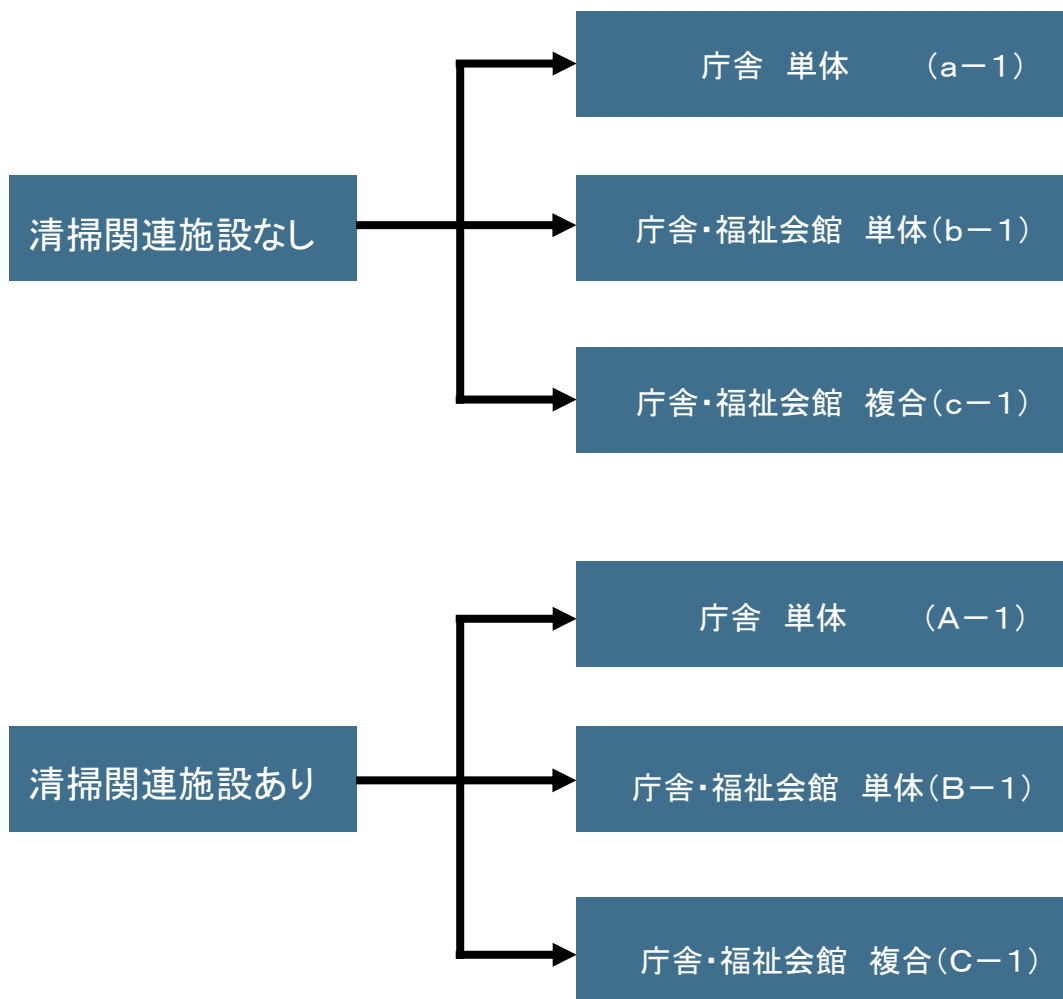 庁舎　単体　　（ａ－１）
清掃関連施設なし
庁舎・福祉会館　単体（ｂ－１）
庁舎・福祉会館　複合（ｃ－１）
庁舎　単体　　（Ａ－１）
清掃関連施設あり
庁舎・福祉会館　単体（Ｂ－１）
庁舎・福祉会館　複合（Ｃ－１）